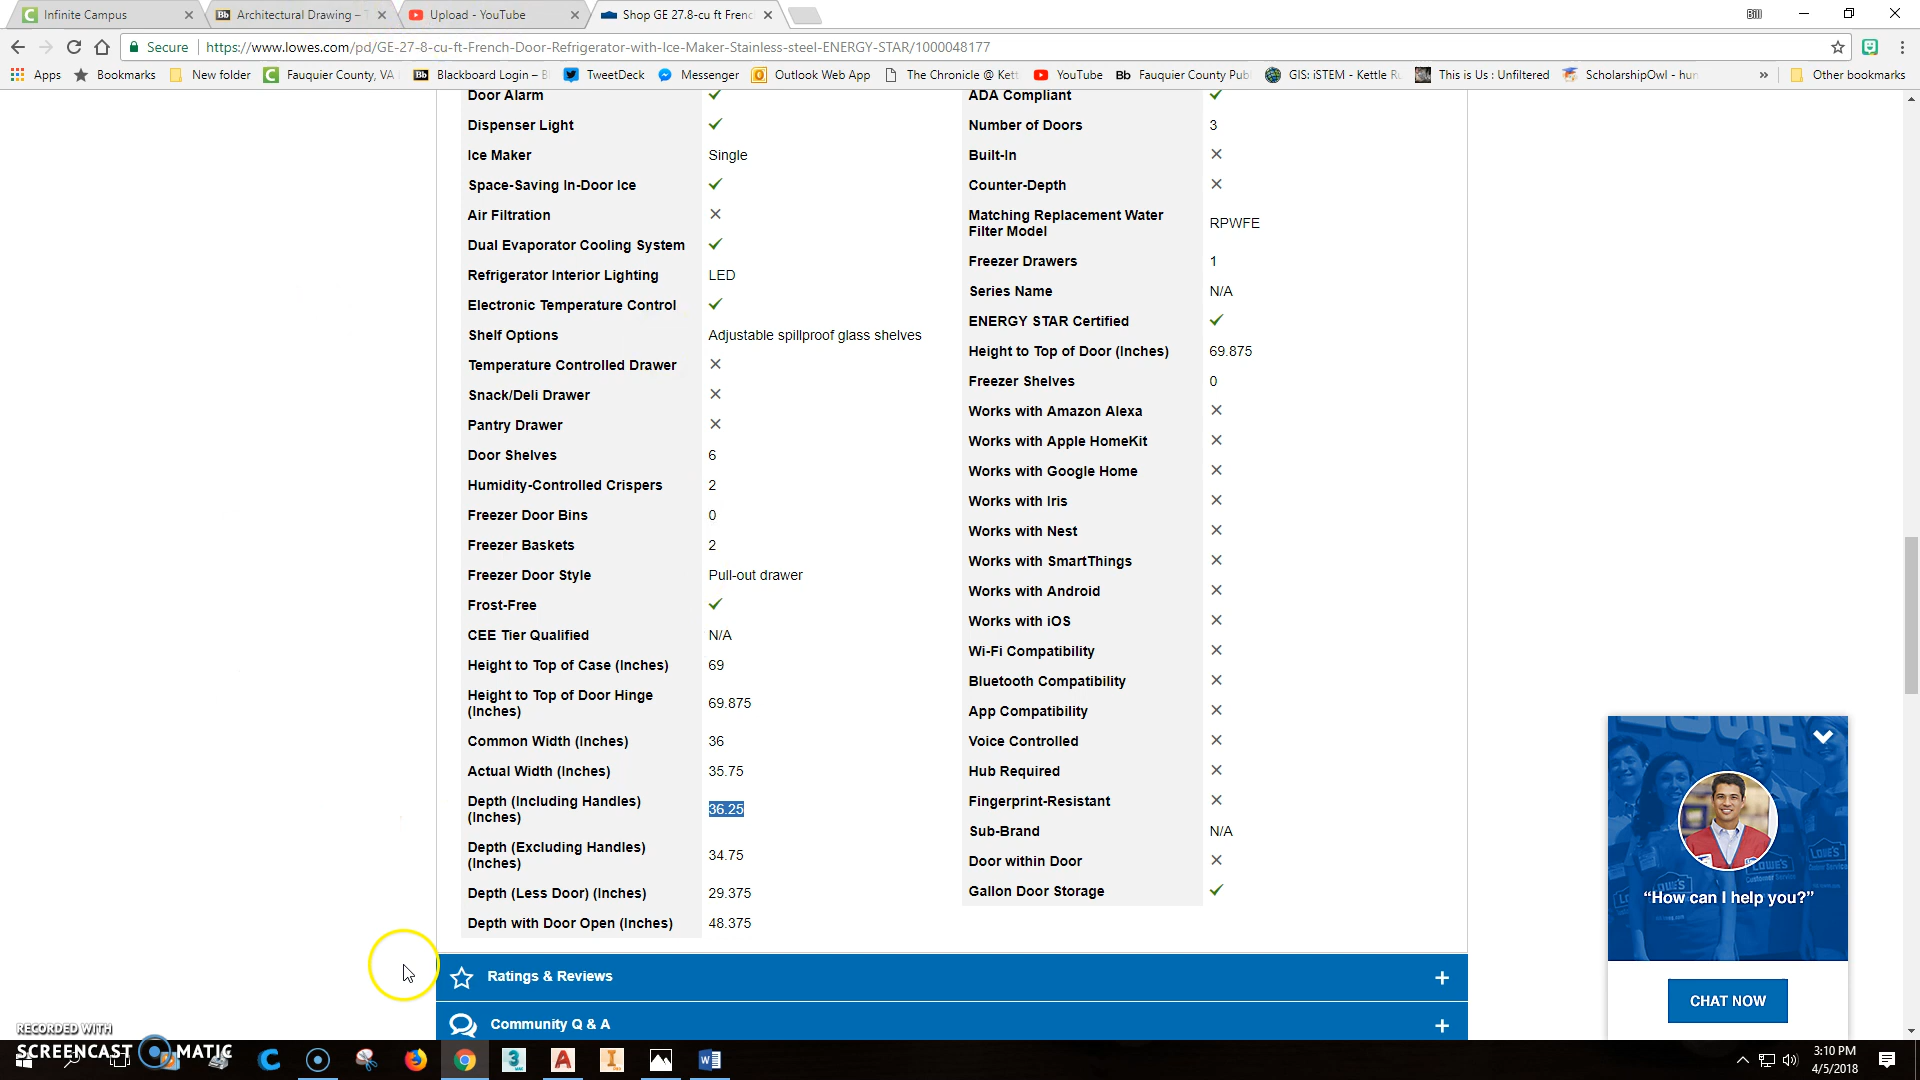 Infinite Campus
Bb Architectural Drawing –
Upload - YouTube
Shop GE 27.8-cu ft Frenc
Bill
Secure
https://www.lowes.com/pd/GE-27-8-cu-ft-French-Door-Refrigerator-with-Ice-Maker-Stainless-steel-ENERGY-STAR/1000048177
Apps
Bookmarks
New folder
Fauquier County, VA
Bb Blackboard Login –
TweetDeck
Messenger
Outlook Web App
The Chronicle @ Kett
YouTube
Bb Fauquier County Pub
GIS: iSTEM - Kettle Ru
This is Us : Unfiltered
ScholarshipOwl - hun
»
Other bookmarks
Door Alarm
Dispenser Light
Ice Maker Single
Space-Saving In-Door Ice
Air Filtration
Dual Evaporator Cooling System
Refrigerator Interior Lighting LED
Electronic Temperature Control
Shelf Options Adjustable spillproof glass shelves
Temperature Controlled Drawer
Snack/Deli Drawer
Pantry Drawer
Door Shelves 6
Humidity-Controlled Crispers 2
Freezer Door Bins 0
Freezer Baskets 2
Freezer Door Style Pull-out drawer
Frost-Free
CEE Tier Qualified N/A
Height to Top of Case (Inches) 69
Height to Top of Door Hinge
(Inches) 69.875
Common Width (Inches) 36
Actual Width (Inches) 35.75
Depth (Including Handles)
(Inches) 36.25
Depth (Excluding Handles)
(Inches) 34.75
Depth (Less Door) (Inches) 29.375
Depth with Door Open (Inches) 48.375
ADA Compliant
Number of Doors 3
Built-In
Counter-Depth
Matching Replacement Water
Filter Model RPWFE
Freezer Drawers 1
Series Name N/A
ENERGY STAR Certified
Height to Top of Door (Inches) 69.875
Freezer Shelves 0
Works with Amazon Alexa
Works with Apple HomeKit
Works with Google Home
Works with Iris
Works with Nest
Works with SmartThings
Works with Android
Works with iOS
Wi-Fi Compatibility
Bluetooth Compatibility
App Compatibility
Voice Controlled
Hub Required
Fingerprint-Resistant
Sub-Brand N/A
Door within Door
Gallon Door Storage
Ratings & Reviews
Community Q & A
“How can I help you?”
CHAT NOW
RECORDED WITH
SCREENCAST MATIC
3:10 PM
4/5/2018